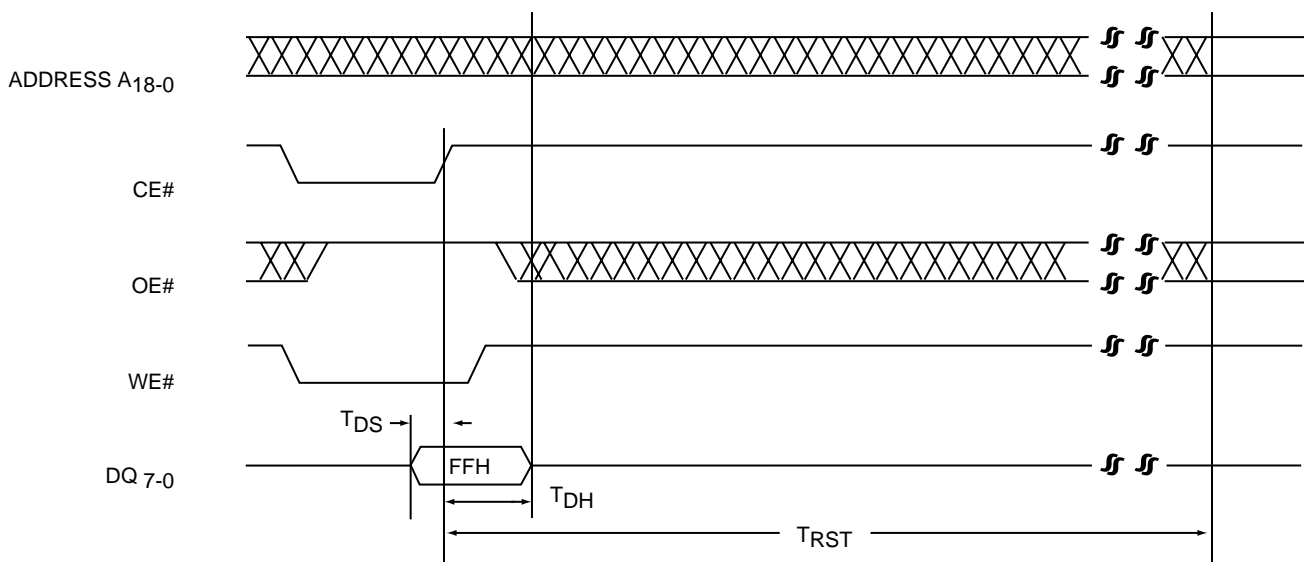 ADDRESS A18-0
CE#
OE#
WE#
TDS
DQ 7-0
FFH
TDH
TRST